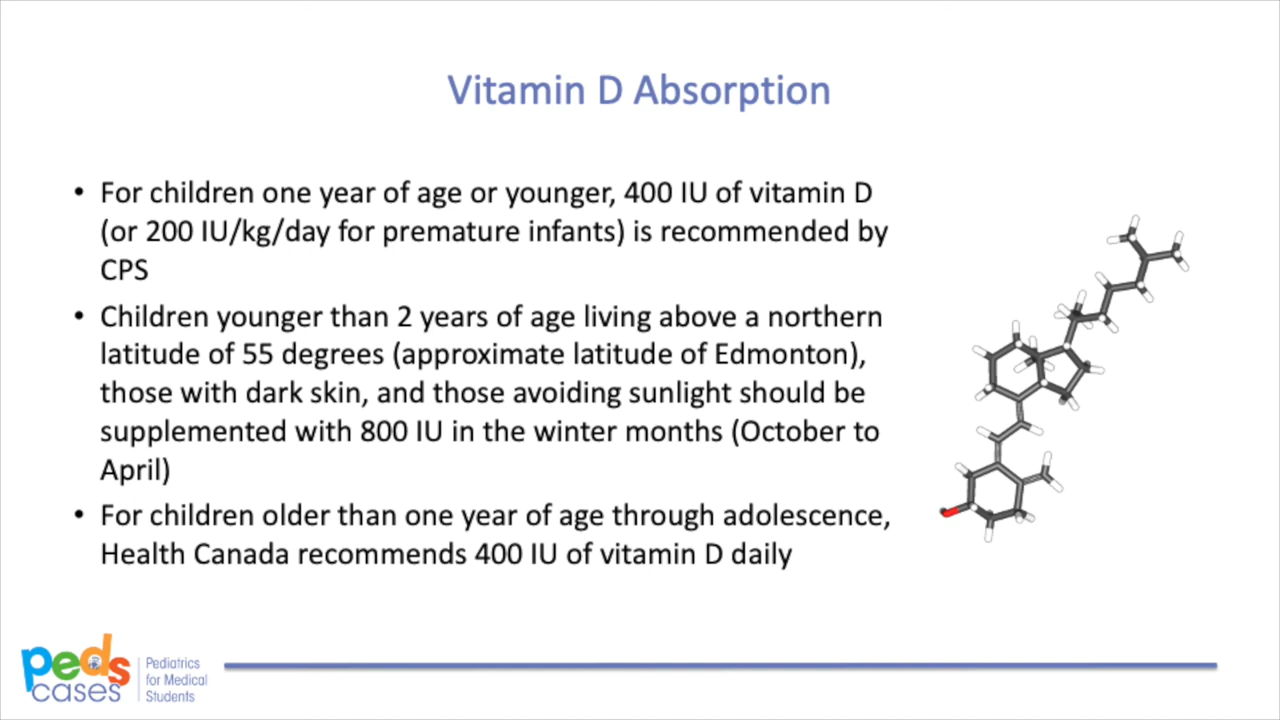 Vitamin D Absorption
• For children one year of age or younger, 400 IU of vitamin D
(or 200 IU/kg/day for premature infants) is recommended by
CPS
• Children younger than 2 years of age living above a northern
latitude of 55 degrees (approximate latitude of Edmonton),
those with dark skin, and those avoiding sunlight should be
supplemented with 800 IU in the winter months (October to
April)
• For children older than one year of age through adolescence,
Health Canada recommends 400 IU of vitamin D daily
peds
cases
Pediatrics
for Medical
Students